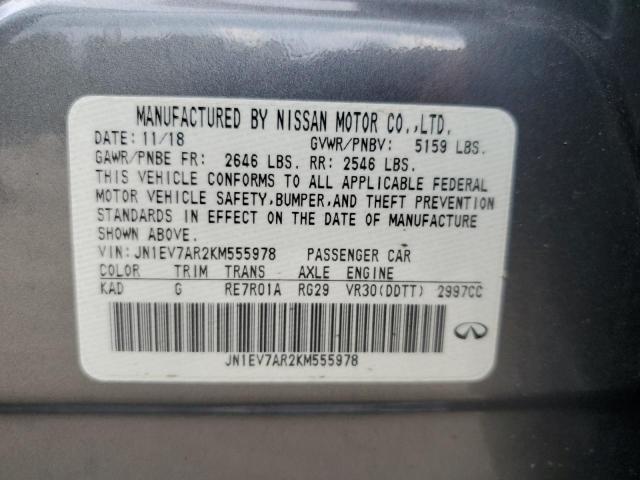 MANUFACTURED BY NISSAN MOTOR CO.,LTD.
DATE: 11/18 GVWR/PNBV: 5159 LBS.
GAWR/PNBE FR: 2646 LBS. RR: 2546 LBS.
THIS VEHICLE CONFORMS TO ALL APPLICABLE FEDERAL
MOTOR VEHICLE SAFETY,BUMPER,AND THEFT PREVENTION
STANDARDS IN EFFECT ON THE DATE OF MANUFACTURE
SHOWN ABOVE.
VIN:JN1EV7AR2KM555978 PASSENGER CAR
COLOR TRIM TRANS AXLE ENGINE
KAD G RE7R01A RG29 VR30(DDTT) 2997CC
JN1EV7AR2KM555978